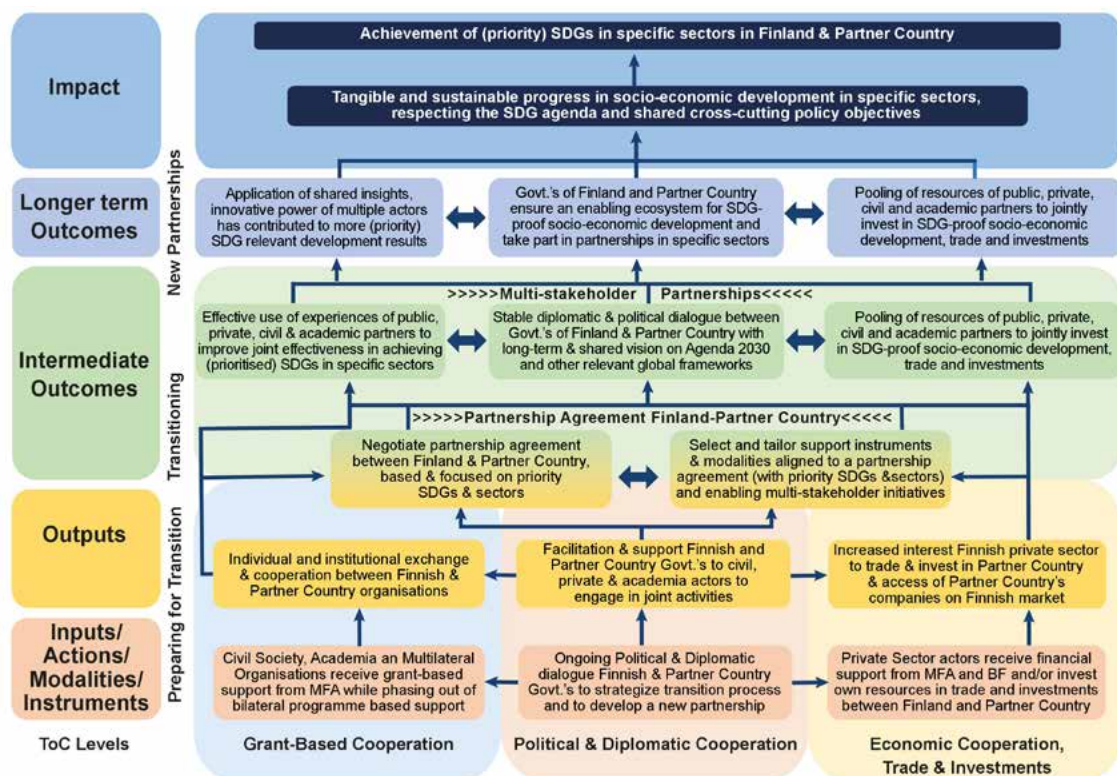 Impact
Achievement of (priority) SDGs in specific sectors in Finland & Partner Country
Tangible and sustainable progress in socio-economic development in specific sectors,
respecting the SDG agenda and shared cross-cutting policy objectives
New Partnerships
Longer term
Outcomes
Application of shared insights,
innovative power of multiple actors
has contributed to more (priority)
SDG relevant development results
Govt.'s of Finland and Partner Country
ensure an enabling ecosystem for SDG-
proof socio-economic development and
take part in partnerships in specific sectors
Pooling of resources of public, private,
civil and academic partners to jointly
invest in SDG-proof socio-economic
development, trade and investments
Transitioning
Intermediate
Outcomes
>>>>>Multi-stakeholder Partnerships<<<<<
Effective use of experiences of public,
private, civil & academic partners to
improve joint effectiveness in achieving
(prioritised) SDGs in specific sectors
Stable diplomatic & political dialogue between
Govt.'s of Finland & Partner Country with
long-term & shared vision on Agenda 2030
and other relevant global frameworks
Pooling of resources of public, private,
civil and academic partners to jointly invest
in SDG-proof socio-economic development,
trade and investments
>>>>>Partnership Agreement Finland-Partner Country<<<<<
Negotiate partnership agreement
between Finland & Partner Country,
based & focused on priority
SDGs & sectors
Select and tailor support instruments
& modalities aligned to a partnership
agreement (with priority SDGs &sectors)
and enabling multi-stakeholder initiatives
Preparing for Transition
Outputs
Individual and institutional exchange
& cooperation between Finnish &
Partner Country organisations
Facilitation & support Finnish and
Partner Country Govt.'s to civil,
private & academia actors to
engage in joint activities
Increased interest Finnish private sector
to trade & invest in Partner Country
& access of Partner Country's
companies on Finnish market
Inputs/
Actions/
Modalities/
Instruments
Civil Society, Academia an Multilateral
Organisations receive grant-based
support from MFA while phasing out of
bilateral programme based support
Ongoing Political & Diplomatic
dialogue Finnish & Partner Country
Govt.'s to strategize transition process
and to develop a new partnership
Private Sector actors receive financial
support from MFA and BF and/or invest
own resources in trade and investments
between Finland and Partner Country
ToC Levels
Grant-Based Cooperation
Political & Diplomatic Cooperation
Economic Cooperation,
Trade & Investments